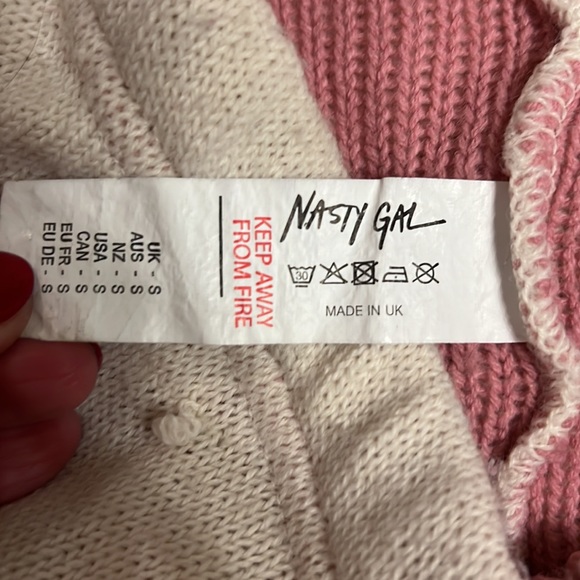 UK - S
AUS - S
NZ - S
USA - S
CAN - S
EU FR - S
EU DE - S
KEEP AWAY
FROM FIRE
NASTY GAL
30
MADE IN UK